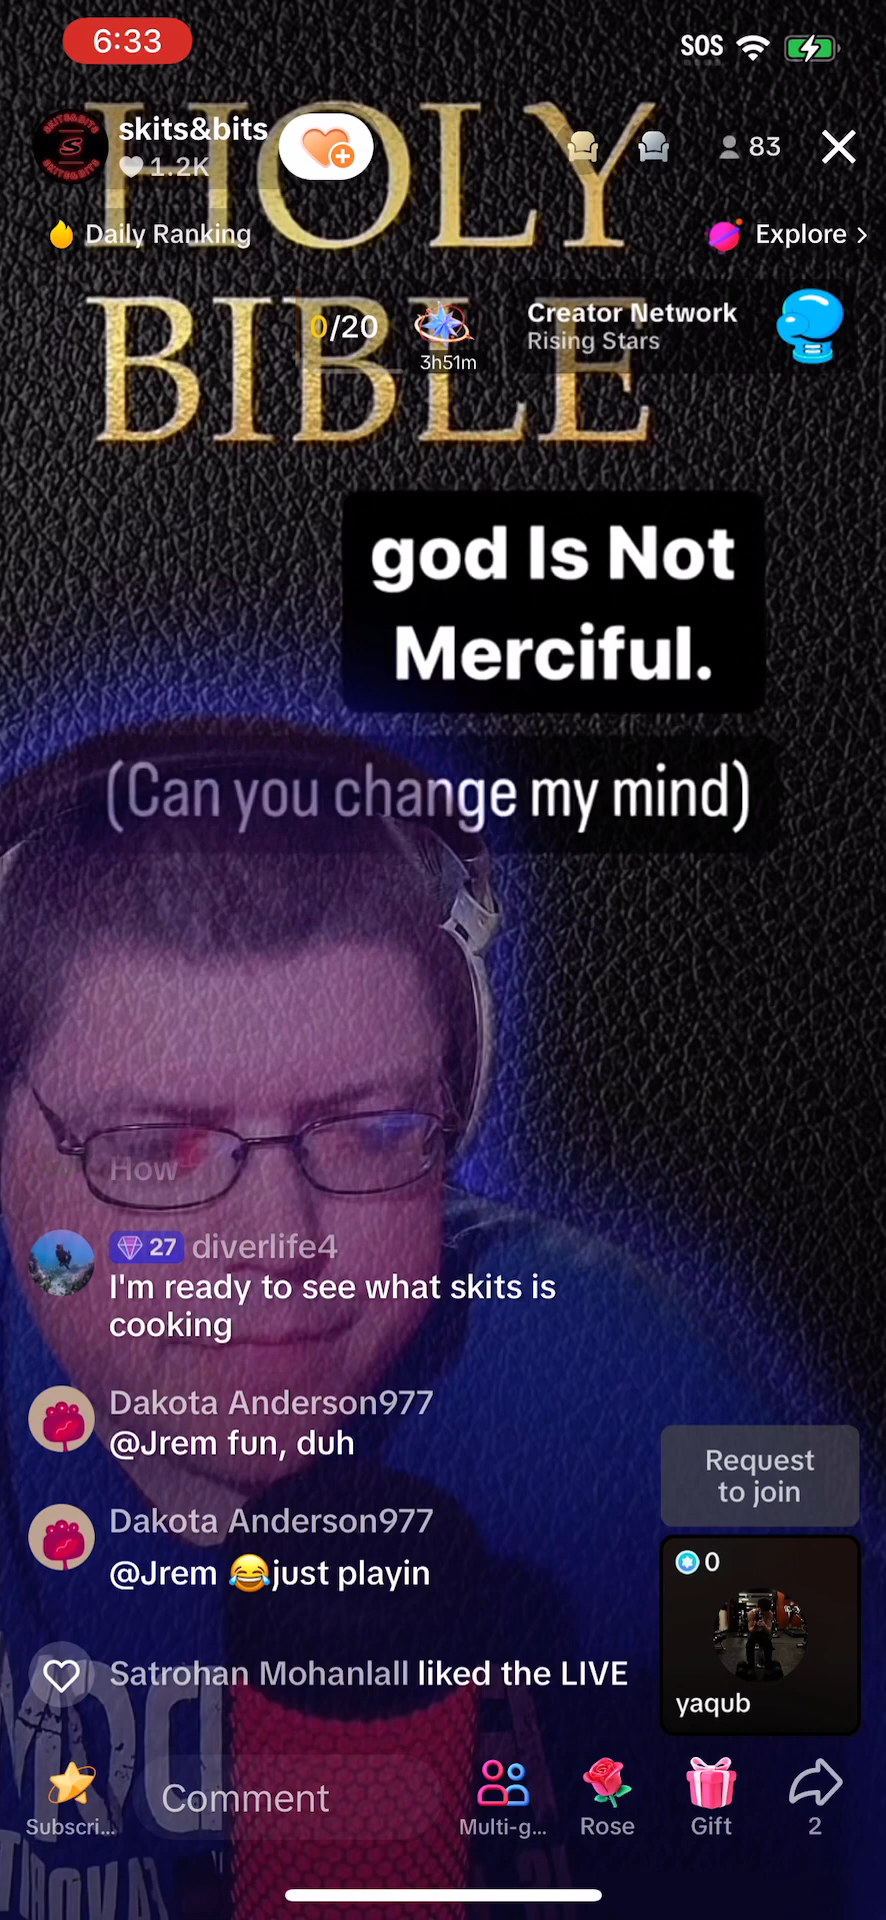 6:33
SOS
HOLY
BIBLE
skits&bits
1.2K
83
Daily Ranking
Explore >
0/20
3h51m
Creator Network
Rising Stars
god Is Not
Merciful.
(Can you change my mind)
How
27 diverlife4
I'm ready to see what skits is
cooking
Dakota Anderson977
@Jrem fun, duh
Dakota Anderson977
@Jrem 😂just playin
Satrohan Mohanlall liked the LIVE
Request
to join
0
yaqub
Subscri...
Comment
Multi-g...
Rose
Gift
2